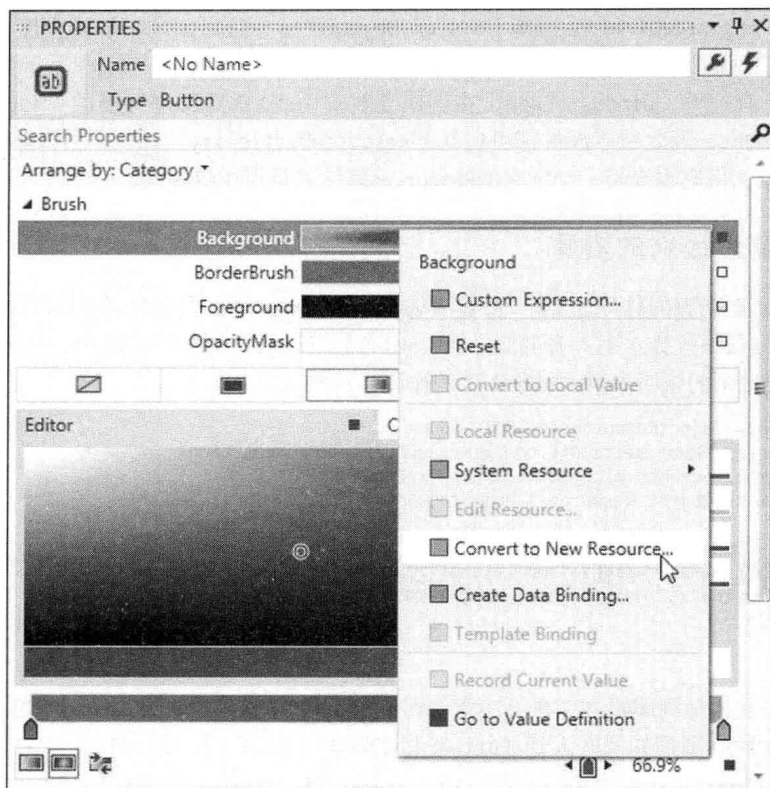 PROPERTIES
Name <No Name>
Type Button
Search Properties
Arrange by: Category
Brush
Background
BorderBrush
Foreground
OpacityMask
Editor
Background
Custom Expression...
Reset
Convert to Local Value
Local Resource
System Resource
Edit Resource...
Convert to New Resource...
Create Data Binding...
Template Binding
Record Current Value
Go to Value Definition
66.9%